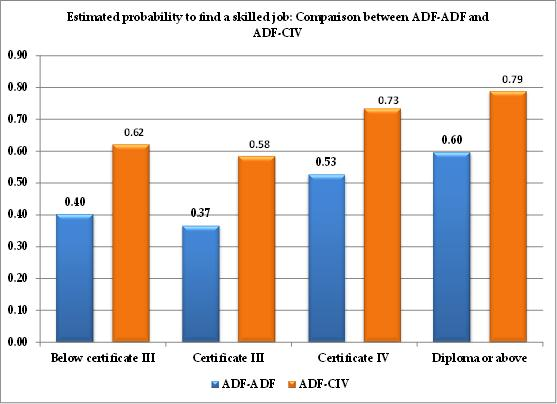 Estimated probability to find a skilled job: Comparison between ADF-ADF and
ADF-CIV
0.90
0.80
0.70
0.60
0.50
0.40
0.30
0.20
0.10
0.00
0.40
0.62
0.37
0.58
0.53
0.73
0.60
0.79
Below certificate III
Certificate III
Certificate IV
Diploma or above
ADF-ADF
ADF-CIV